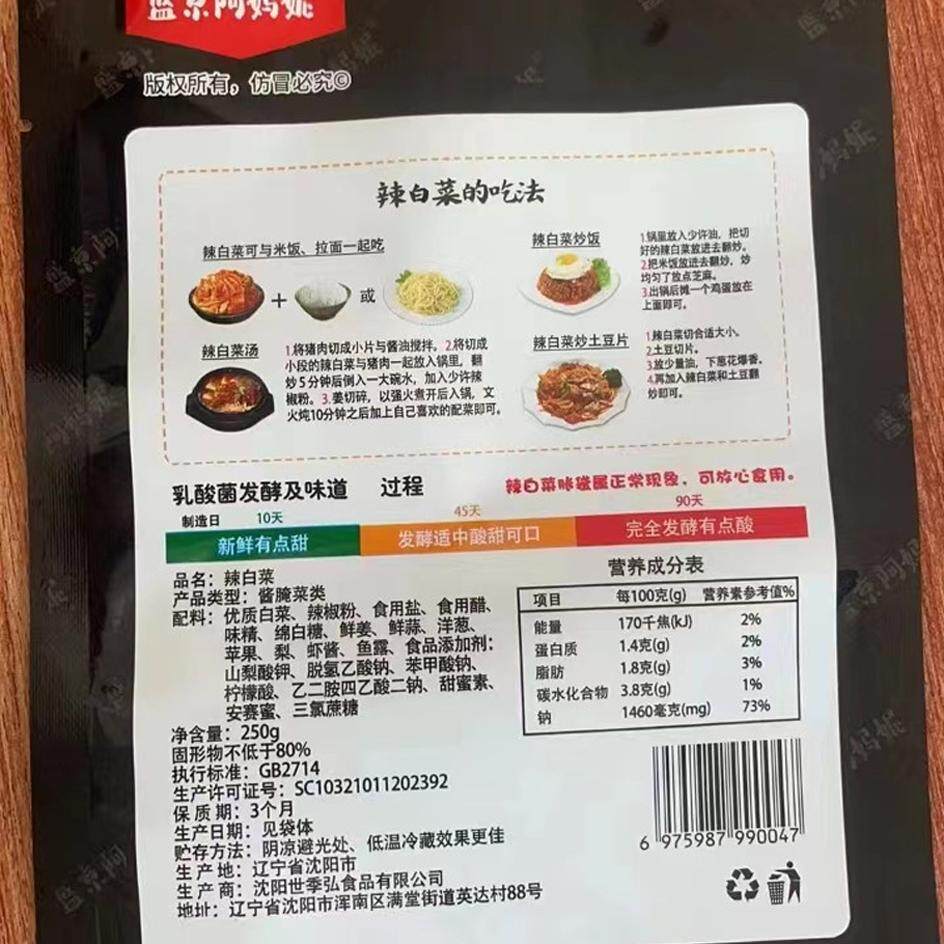 盔京阿妈妮
版权所有，仿冒必究©
辣白菜的吃法
辣白菜可与米饭、拉面一起吃
+
或
辣白菜炒饭
1.锅里放入少许油，把切
好的辣白菜放进去翻炒。
2.把米饭放进去翻炒，炒
均匀了放点芝麻。
3.出锅后摊一个鸡蛋放在
上面即可。
辣白菜汤
1.将猪肉切成小片与酱油搅拌。2.将切成
小段的辣白菜与猪肉一起放入锅里，翻
炒5分钟后倒入一大碗水，加入少许辣
椒粉。3.姜切碎，以强火煮开后入锅，文
火炖10分钟之后加上自己喜欢的配菜即可。
辣白菜炒土豆片
1.辣白菜切合适大小。
2.土豆切片。
3.放少量油，下葱花爆香。
4.再加入辣白菜和土豆翻
炒即可。
乳酸菌发酵及味道 过程
辣白菜胀袋属正常现象，可放心食用。
制造日 10天 45天 90天
新鲜有点甜 发酵适中酸甜可口 完全发酵有点酸
品名：辣白菜
产品类型：酱腌菜类
配料：优质白菜、辣椒粉、食用盐、食用醋、
味精、绵白糖、鲜姜、鲜蒜、洋葱、
苹果、梨、虾酱、鱼露、食品添加剂：
山梨酸钾、脱氢乙酸钠、苯甲酸钠、
柠檬酸、乙二胺四乙酸二钠、甜蜜素、
安赛蜜、三氯蔗糖
净含量：250g
固形物不低于80%
执行标准：GB2714
生产许可证号：SC10321011202392
保 质 期：3个月
生产日期：见袋体
贮存方法：阴凉避光处、低温冷藏效果更佳
生 产 地：辽宁省沈阳市
生 产 商：沈阳世季弘食品有限公司
地址：辽宁省沈阳市浑南区满堂街道英达村88号
营养成分表
项目 每100克(g) 营养素参考值%
能量 170千焦(kJ) 2%
蛋白质 1.4克(g) 2%
脂肪 1.8克(g) 3%
碳水化合物 3.8克(g) 1%
钠 1460毫克(mg) 73%
6 975987 990047